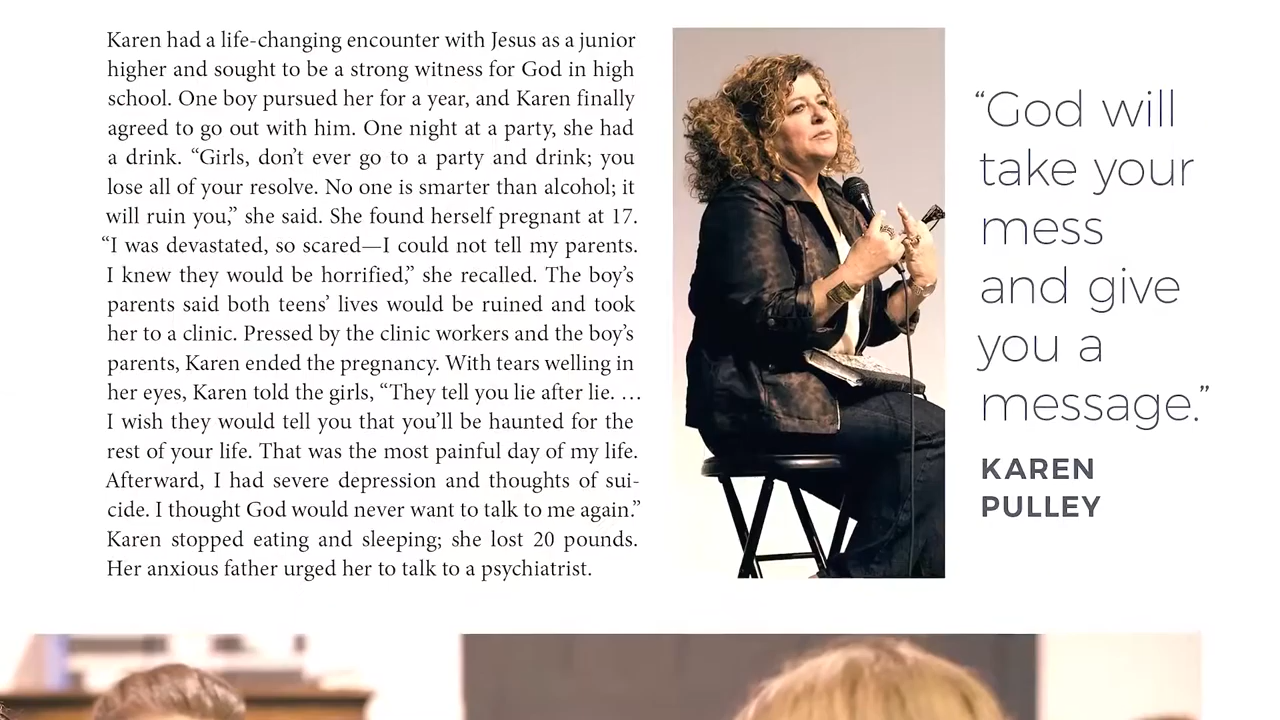 Karen had a life-changing encounter with Jesus as a junior
higher and sought to be a strong witness for God in high
school. One boy pursued her for a year, and Karen finally
agreed to go out with him. One night at a party, she had
a drink. “Girls, don’t ever go to a party and drink; you
lose all of your resolve. No one is smarter than alcohol; it
will ruin you,” she said. She found herself pregnant at 17.
“I was devastated, so scared—I could not tell my parents.
I knew they would be horrified,” she recalled. The boy’s
parents said both teens’ lives would be ruined and took
her to a clinic. Pressed by the clinic workers and the boy’s
parents, Karen ended the pregnancy. With tears welling in
her eyes, Karen told the girls, “They tell you lie after lie. …
I wish they would tell you that you’ll be haunted for the
rest of your life. That was the most painful day of my life.
Afterward, I had severe depression and thoughts of sui-
cide. I thought God would never want to talk to me again.”
Karen stopped eating and sleeping; she lost 20 pounds.
Her anxious father urged her to talk to a psychiatrist.
“God will
take your
mess
and give
you a
message.”
KAREN
PULLEY